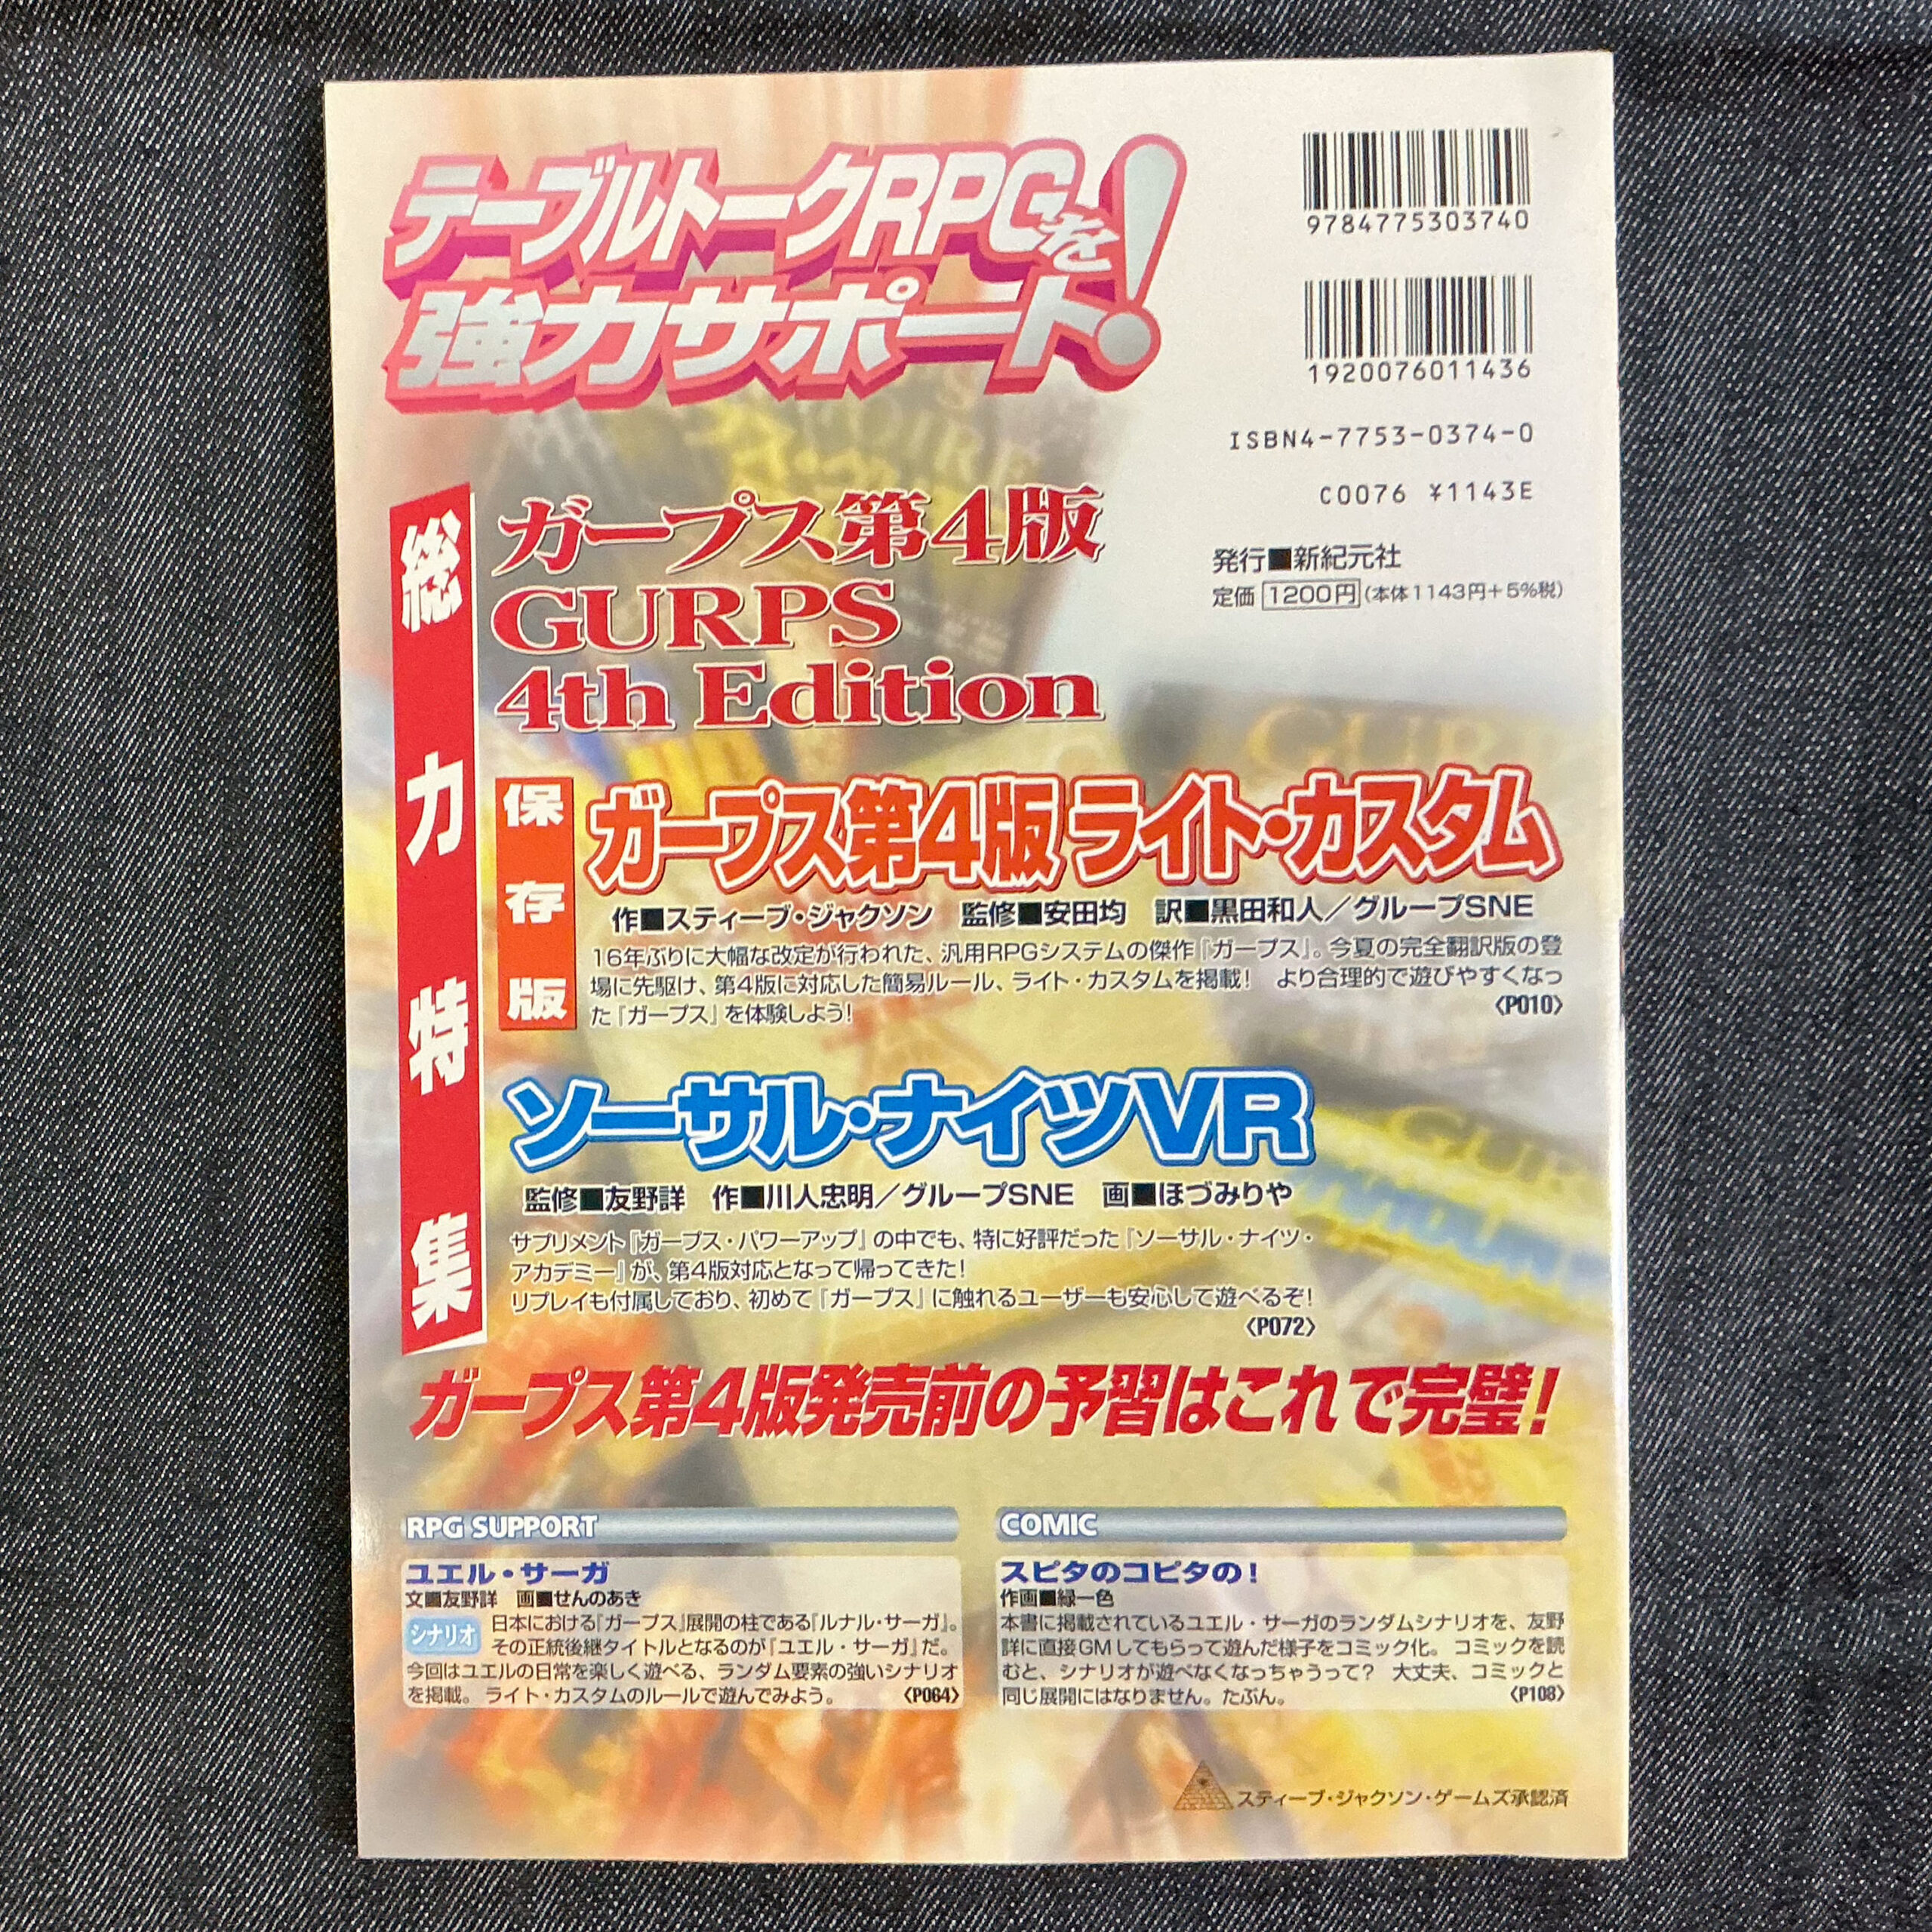 テーブルトークRPGを
強力サポート!
9784775303740
1920076011436
ISBN4-7753-0374-0
C0076 ¥1143E
発行■新紀元社
定価 1200円 (本体1143円+5%税)
総力特集
ガープス第4版
GURPS
4th Edition
保存版
ガープス第4版 ライト・カスタム
作■スティーブ・ジャクソン 監修■安田均 訳■黒田和人/グループSNE
16年ぶりに大幅な改定が行われた、汎用RPGシステムの傑作『ガープス』。今夏の完全翻訳版の登
場に先駆け、第4版に対応した簡易ルール、ライト・カスタムを掲載! より合理的で遊びやすくなっ
た『ガープス』を体験しよう!
〈P010〉
ソーサル・ナイツVR
監修■友野詳 作■川人忠明/グループSNE 画■ほづみりや
サプリメント『ガープス・パワーアップ』の中でも、特に好評だった『ソーサル・ナイツ・
アカデミー』が、第4版対応となって帰ってきた!
リプレイも付属しており、初めて『ガープス』に触れるユーザーも安心して遊べるぞ!
〈P072〉
ガープス第4版発売前の予習はこれで完璧!
RPG SUPPORT
ユエル・サーガ
文■友野詳 画■せんのあき
シナリオ
日本における『ガープス』展開の柱である『ルナル・サーガ』。
その正統後継タイトルとなるのが『ユエル・サーガ』だ。
今回はユエルの日常を楽しく遊べる、ランダム要素の強いシナリオ
を掲載。ライト・カスタムのルールで遊んでみよう。 〈P064〉
COMIC
スピタのコピタの!
作画■緑一色
本書に掲載されているユエル・サーガのランダムシナリオを、友野
詳に直接GMしてもらって遊んだ様子をコミック化。コミックを読
むと、シナリオが遊べなくなっちゃうって? 大丈夫、コミックと
同じ展開にはなりません。たぶん。 〈P108〉
スティーブ・ジャクソン・ゲームズ承認済